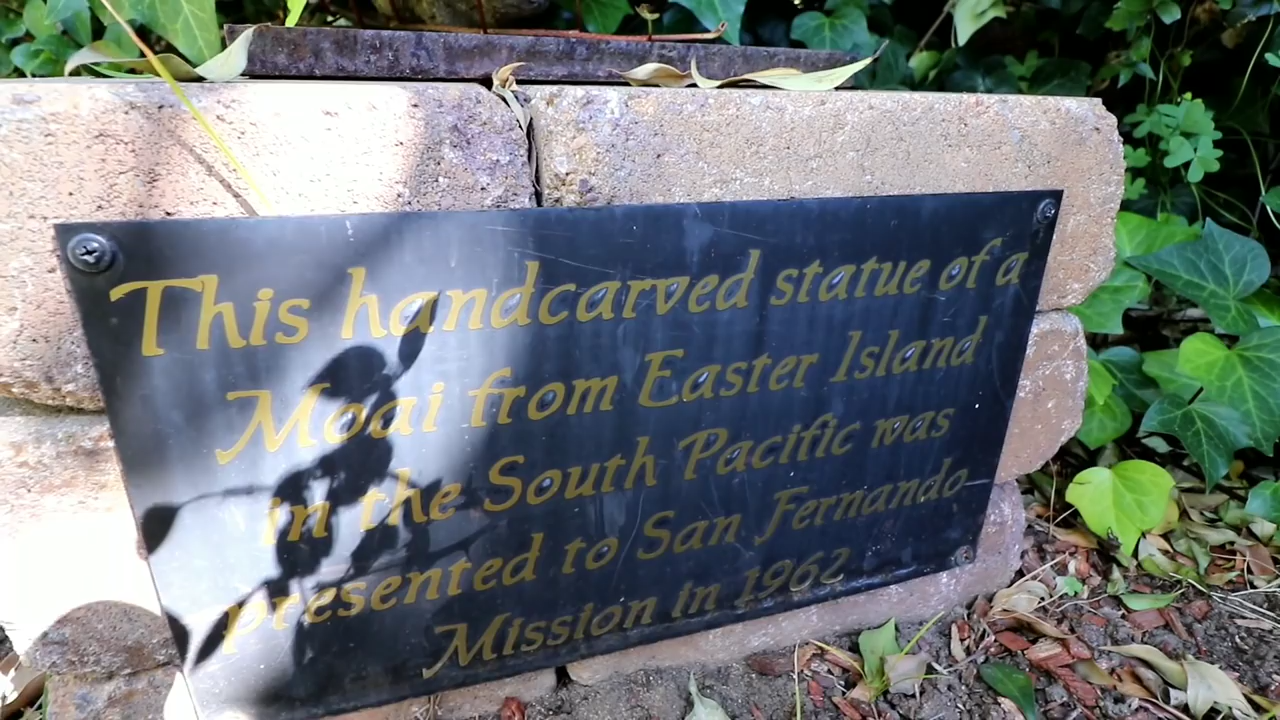 This handcarved statue of a
Moai from Easter Island
in the South Pacific was
presented to San Fernando
Mission in 1962